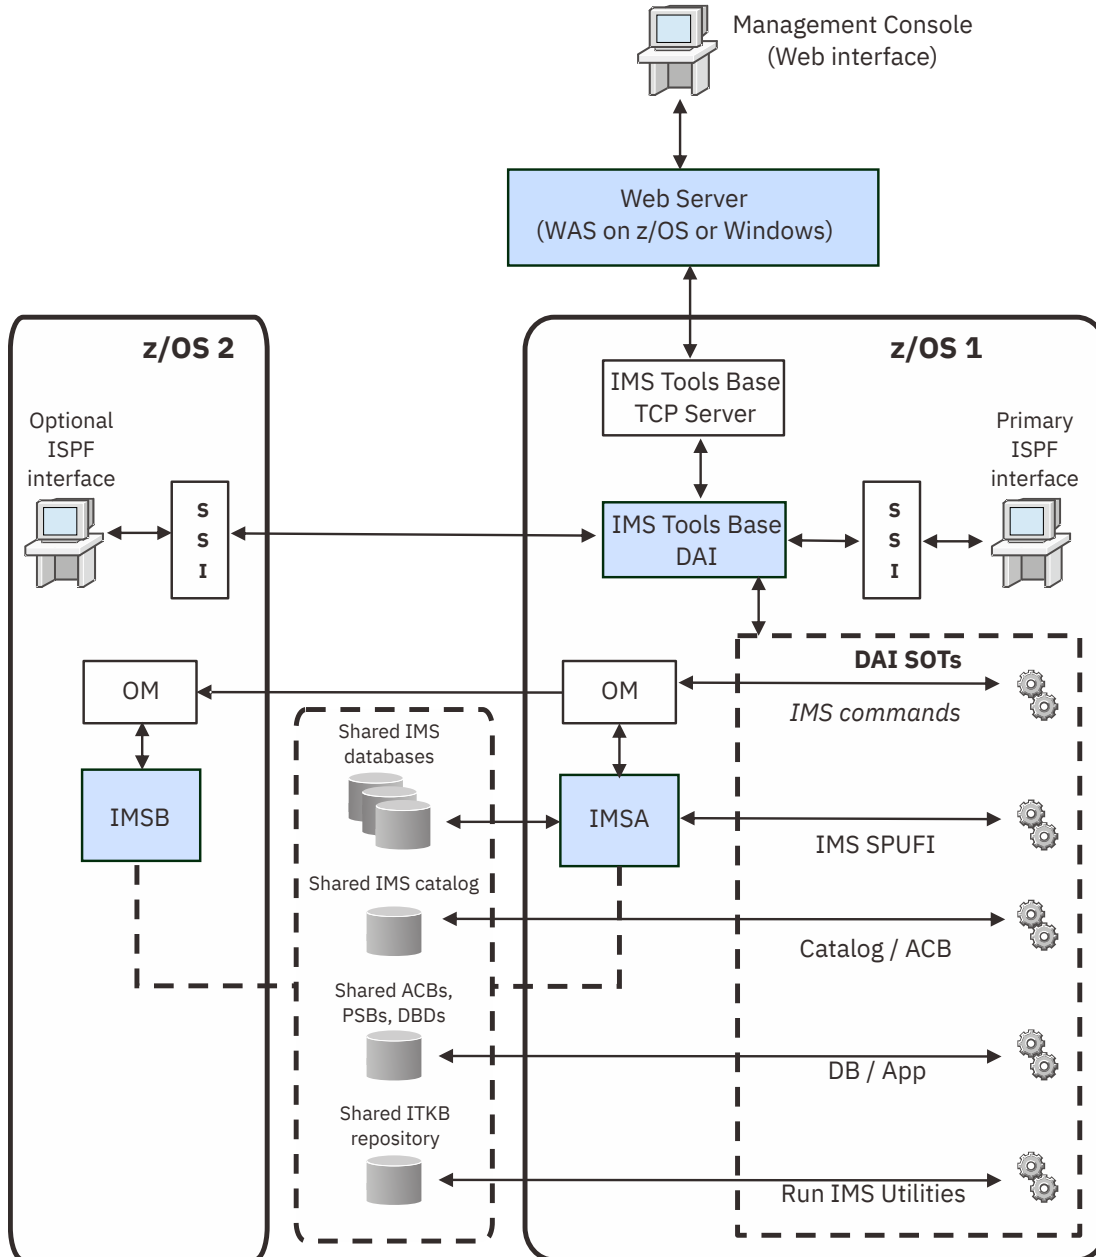 Management Console
(Web interface)
Web Server
(WAS on z/OS or Windows)
z/OS 2
z/OS 1
IMS Tools Base
TCP Server
Optional
ISPF
interface
Primary
ISPF
interface
S
S
I
IMS Tools Base
DAI
S
S
I
DAI SOTs
OM
OM
IMS commands
Shared IMS
databases
IMSB
IMSA
IMS SPUFI
Shared IMS catalog
Catalog / ACB
Shared ACBs,
PSBs, DBDs
DB / App
Shared ITKB
repository
Run IMS Utilities